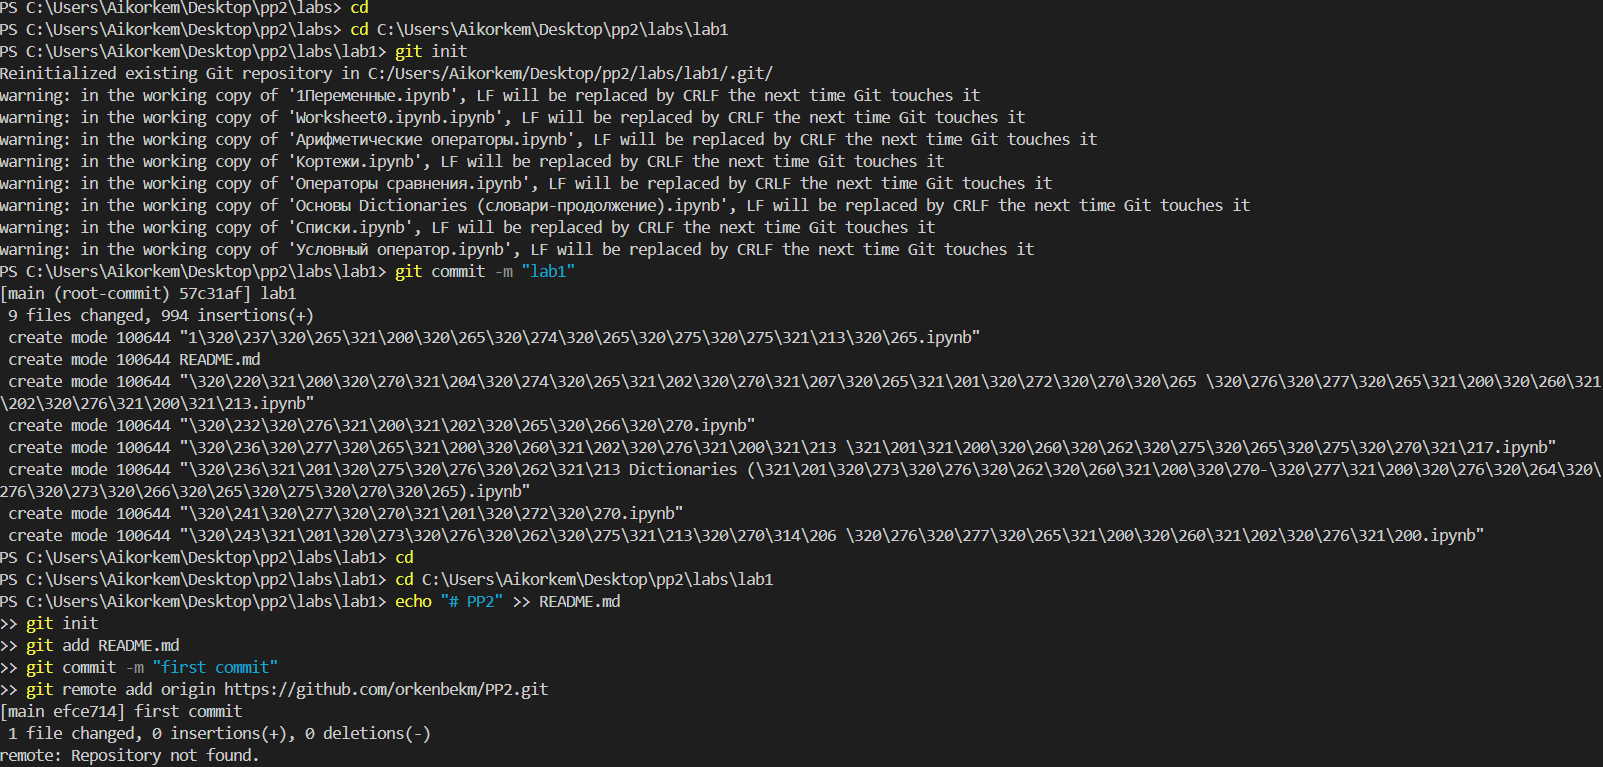 PS C:\Users\Aikorkem\Desktop\pp2\labs> cd
PS C:\Users\Aikorkem\Desktop\pp2\labs> cd C:\Users\Aikorkem\Desktop\pp2\labs\lab1
PS C:\Users\Aikorkem\Desktop\pp2\labs\lab1> git init
Reinitialized existing Git repository in C:/Users/Aikorkem/Desktop/pp2/labs/lab1/.git/
warning: in the working copy of '1Переменные.ipynb', LF will be replaced by CRLF the next time Git touches it
warning: in the working copy of 'Worksheet0.ipynb.ipynb', LF will be replaced by CRLF the next time Git touches it
warning: in the working copy of 'Арифметические операторы.ipynb', LF will be replaced by CRLF the next time Git touches it
warning: in the working copy of 'Кортежи.ipynb', LF will be replaced by CRLF the next time Git touches it
warning: in the working copy of 'Операторы сравнения.ipynb', LF will be replaced by CRLF the next time Git touches it
warning: in the working copy of 'Основы Dictionaries (словари-продолжение).ipynb', LF will be replaced by CRLF the next time Git touches it
warning: in the working copy of 'Списки.ipynb', LF will be replaced by CRLF the next time Git touches it
warning: in the working copy of 'Условный оператор.ipynb', LF will be replaced by CRLF the next time Git touches it
PS C:\Users\Aikorkem\Desktop\pp2\labs\lab1> git commit -m "lab1"
[main (root-commit) 57c31af] lab1
 9 files changed, 994 insertions(+)
 create mode 100644 "1\320\237\320\265\321\200\320\265\320\274\320\265\320\275\320\275\321\213\320\265.ipynb"
 create mode 100644 README.md
 create mode 100644 "\320\220\321\200\320\270\321\204\320\274\320\265\321\202\320\270\321\207\320\265\321\201\320\272\320\270\320\265 \320\276\320\277\320\265\321\200\320\260\321
\202\320\276\321\200\321\213.ipynb"
 create mode 100644 "\320\232\320\276\321\200\321\202\320\265\320\266\320\270.ipynb"
 create mode 100644 "\320\236\320\277\320\265\321\200\320\260\321\202\320\276\321\200\321\213 \321\201\321\200\320\260\320\262\320\275\320\265\320\275\320\270\321\217.ipynb"
 create mode 100644 "\320\236\321\201\320\275\320\276\320\262\321\213 Dictionaries (\321\201\320\273\320\276\320\262\320\260\321\200\320\270-\320\277\321\200\320\276\320\264\320\
276\320\273\320\266\320\265\320\275\320\270\320\265).ipynb"
 create mode 100644 "\320\241\320\277\320\270\321\201\320\272\320\270.ipynb"
 create mode 100644 "\320\243\321\201\320\273\320\276\320\262\320\275\321\213\320\270\314\206 \320\276\320\277\320\265\321\200\320\260\321\202\320\276\321\200.ipynb"
PS C:\Users\Aikorkem\Desktop\pp2\labs\lab1> cd
PS C:\Users\Aikorkem\Desktop\pp2\labs\lab1> cd C:\Users\Aikorkem\Desktop\pp2\labs\lab1
PS C:\Users\Aikorkem\Desktop\pp2\labs\lab1> echo "# PP2" >> README.md
>> git init
>> git add README.md
>> git commit -m "first commit"
>> git remote add origin https://github.com/orkenbekm/PP2.git
[main efce714] first commit
 1 file changed, 0 insertions(+), 0 deletions(-)
remote: Repository not found.